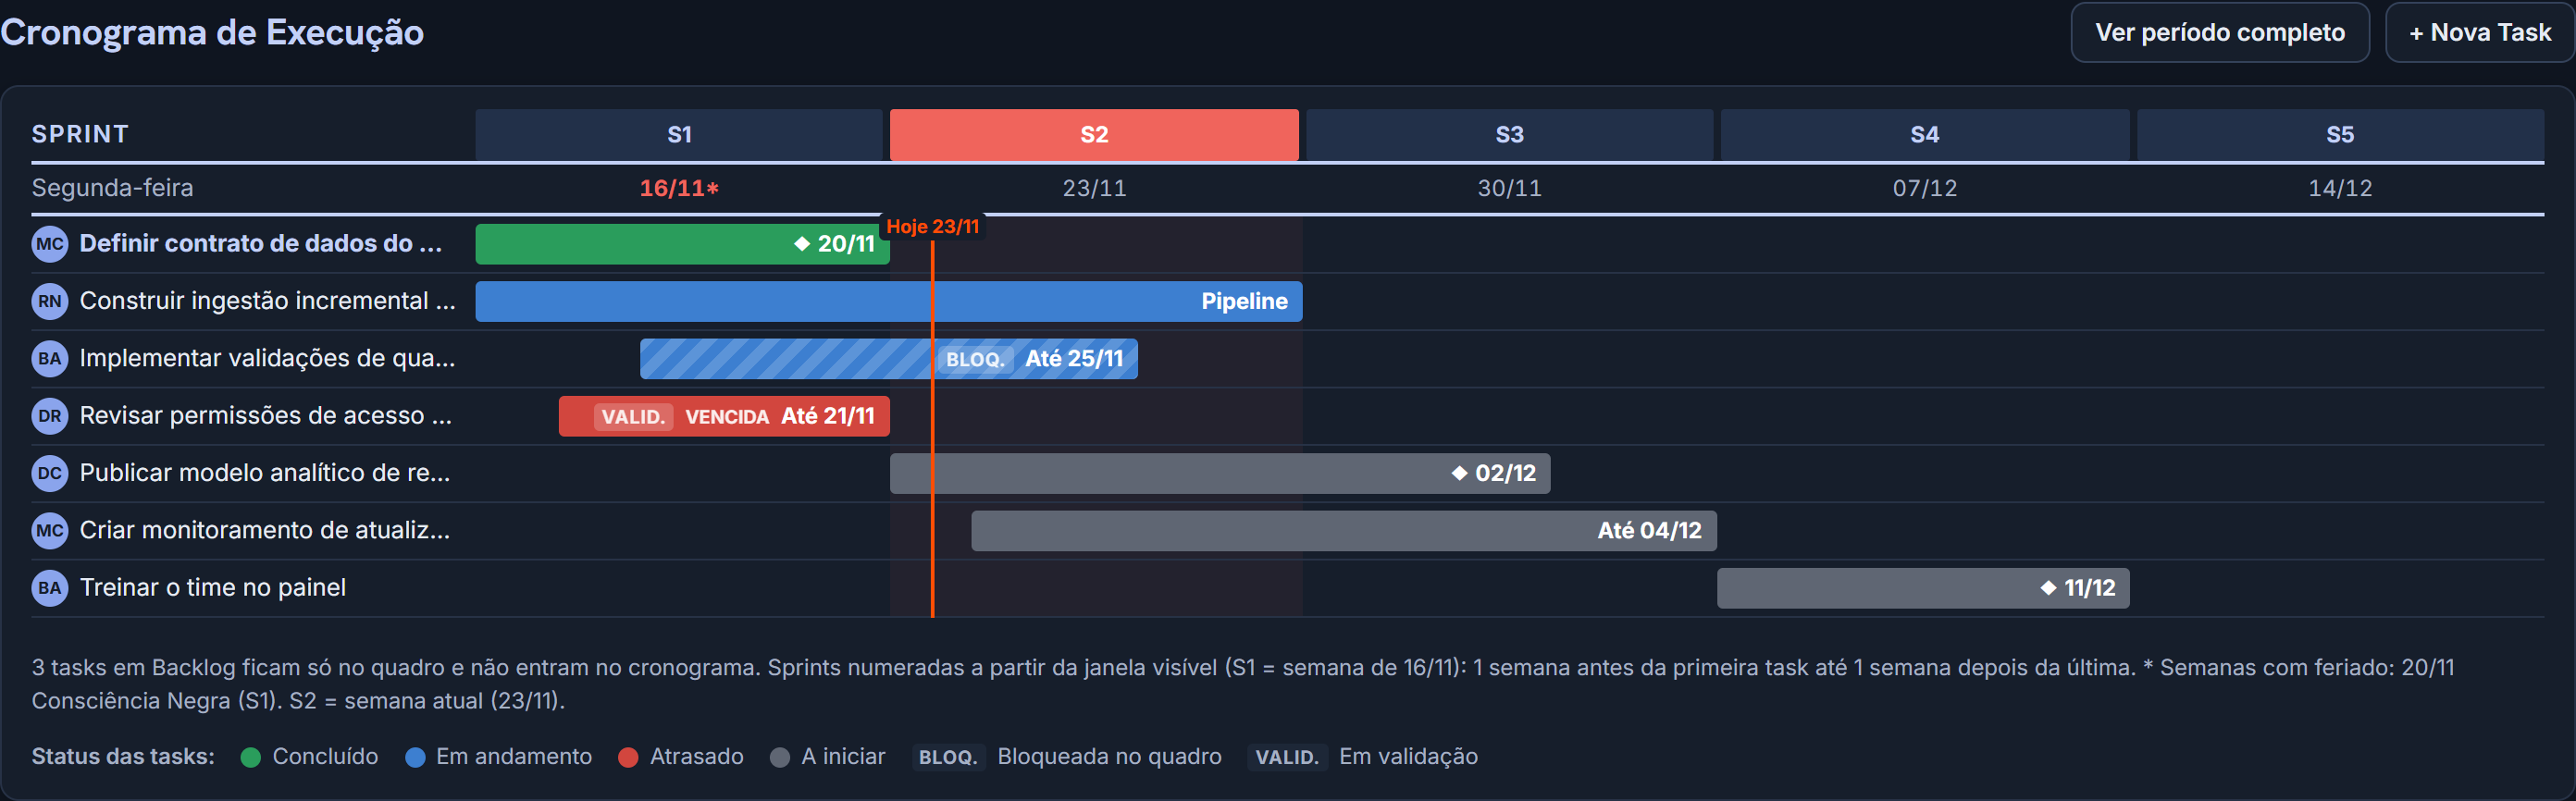 Cronograma de Execução
Ver período completo
+ Nova Task
SPRINT S1 S2 S3 S4 S5
Segunda-feira 16/11* 23/11 30/11 07/12 14/12
Hoje 23/11
MC Definir contrato de dados do ... ◆ 20/11
RN Construir ingestão incremental ... Pipeline
BA Implementar validações de qua... BLOQ. Até 25/11
DR Revisar permissões de acesso ... VALID. VENCIDA Até 21/11
DC Publicar modelo analítico de re... ◆ 02/12
MC Criar monitoramento de atualiz... Até 04/12
BA Treinar o time no painel ◆ 11/12
3 tasks em Backlog ficam só no quadro e não entram no cronograma. Sprints numeradas a partir da janela visível (S1 = semana de 16/11): 1 semana antes da primeira task até 1 semana depois da última. * Semanas com feriado: 20/11
Consciência Negra (S1). S2 = semana atual (23/11).
Status das tasks: Concluído Em andamento Atrasado A iniciar BLOQ. Bloqueada no quadro VALID. Em validação